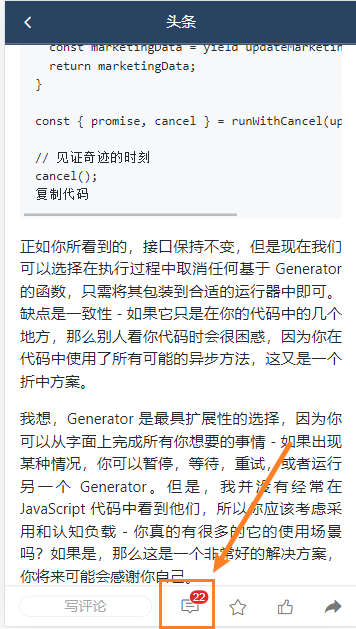 头条
const marketingData = yield updateMarketin
return marketingData;
}
const { promise, cancel } = runWithCancel(up
// 见证奇迹的时刻
cancel();
复制代码
正如你所看到的，接口保持不变，但是现在我们
可以选择在执行过程中取消任何基于 Generator
的函数，只需将其包装到合适的运行器中即可。
缺点是一致性 - 如果它只是在你的代码中的几个
地方，那么别人看你代码时会很困惑，因为你在
代码中使用了所有可能的异步方法，这又是一个
折中方案。
我想，Generator 是最具扩展性的选择，因为你
可以从字面上完成所有你想要的事情 - 如果出现
某种情况，你可以暂停，等待，重试，或者运行
另一个 Generator。但是，我并没有经常在
JavaScript 代码中看到他们，所以你应该考虑采
用和认知负载 - 你真的有很多的它的使用场景
吗？如果是，那么这是一个非常好的解决方案，
你将来可能会感谢你自己。
写评论
22